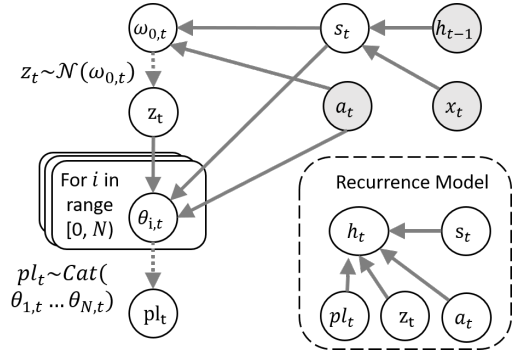 ω₀,ₜ
sₜ
hₜ₋₁
zₜ~𝒩(ω₀,ₜ)
zₜ
aₜ
xₜ
For i in
range
[0, N)
θᵢ,ₜ
Recurrence Model
hₜ
sₜ
plₜ~Cat(
θ₁,ₜ … θ_N,ₜ)
plₜ
plₜ
zₜ
aₜ